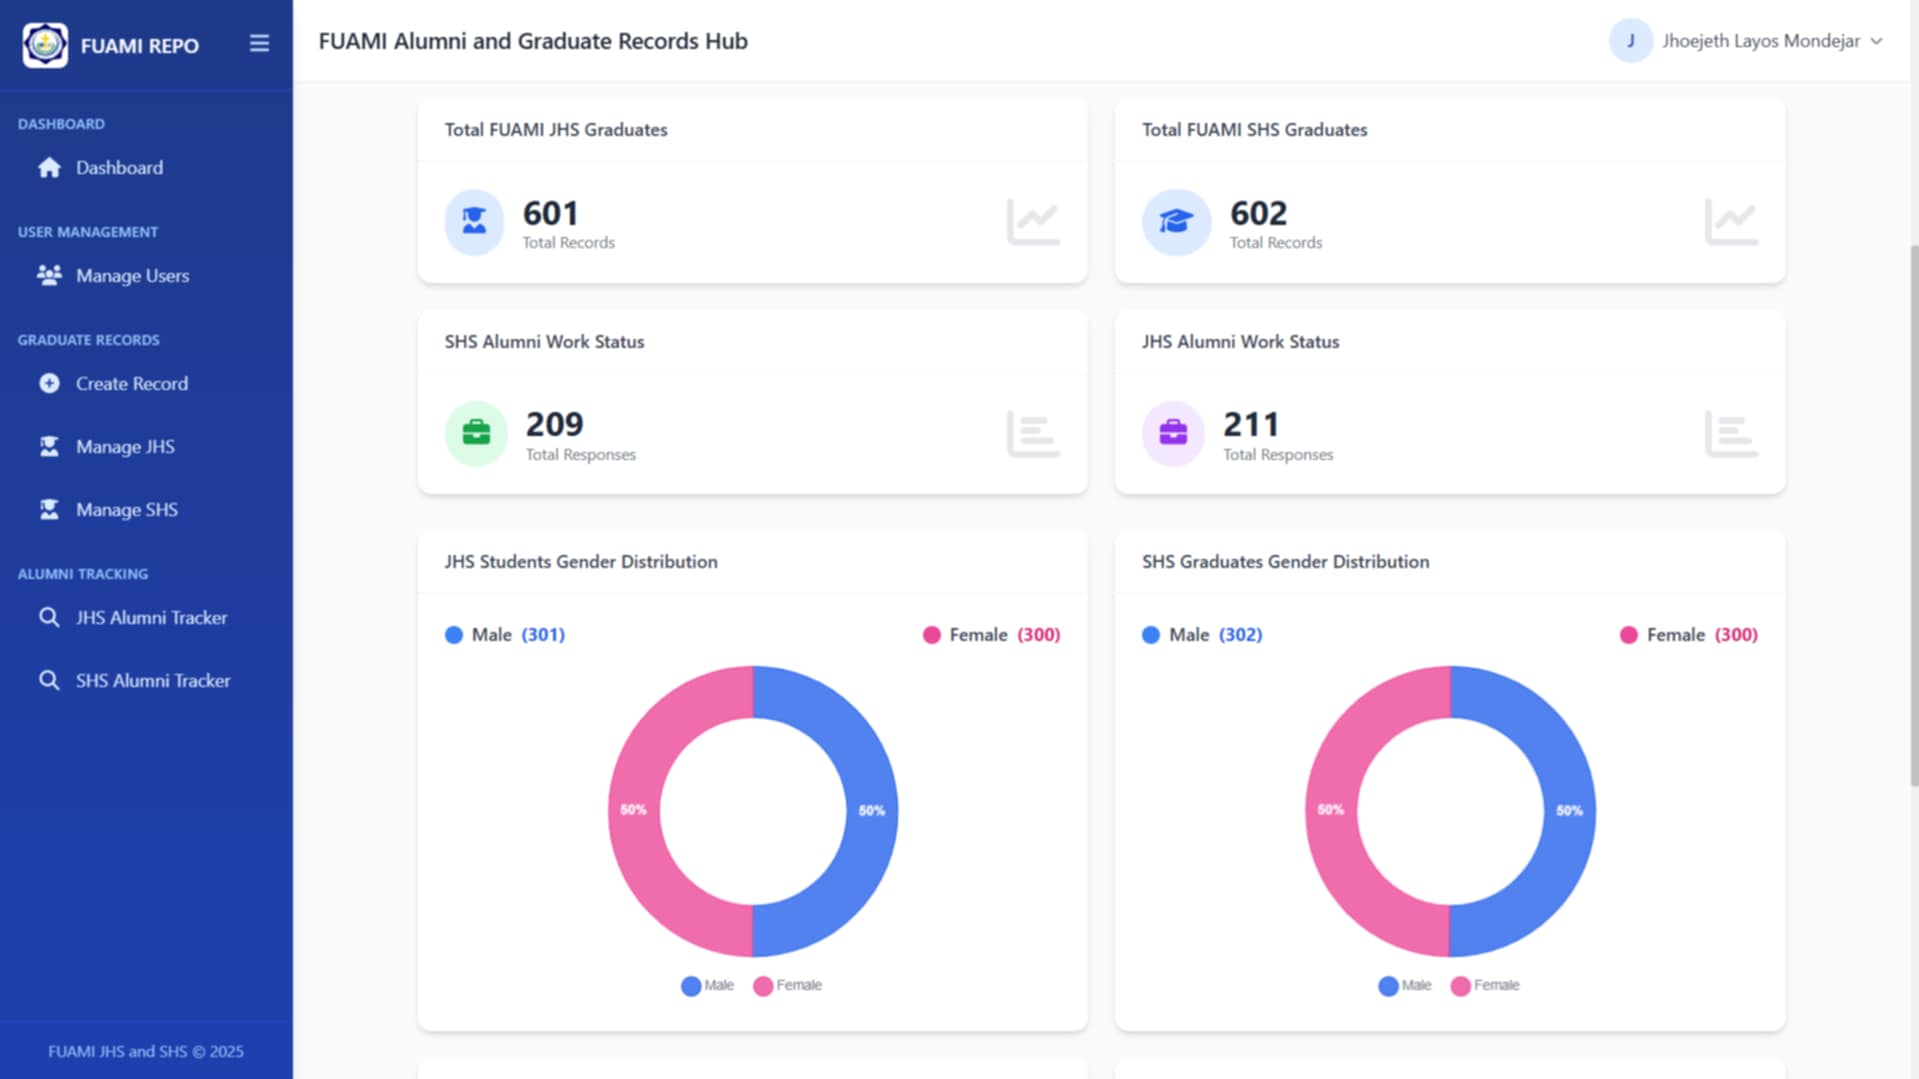 FUAMI REPO
FUAMI Alumni and Graduate Records Hub
J
Jhoejeth Layos Mondejar
DASHBOARD
Dashboard
USER MANAGEMENT
Manage Users
GRADUATE RECORDS
Create Record
Manage JHS
Manage SHS
ALUMNI TRACKING
JHS Alumni Tracker
SHS Alumni Tracker
FUAMI JHS and SHS © 2025
Total FUAMI JHS Graduates
601
Total Records
Total FUAMI SHS Graduates
602
Total Records
SHS Alumni Work Status
209
Total Responses
JHS Alumni Work Status
211
Total Responses
JHS Students Gender Distribution
Male (301)
Female (300)
50%
50%
Male
Female
SHS Graduates Gender Distribution
Male (302)
Female (300)
50%
50%
Male
Female